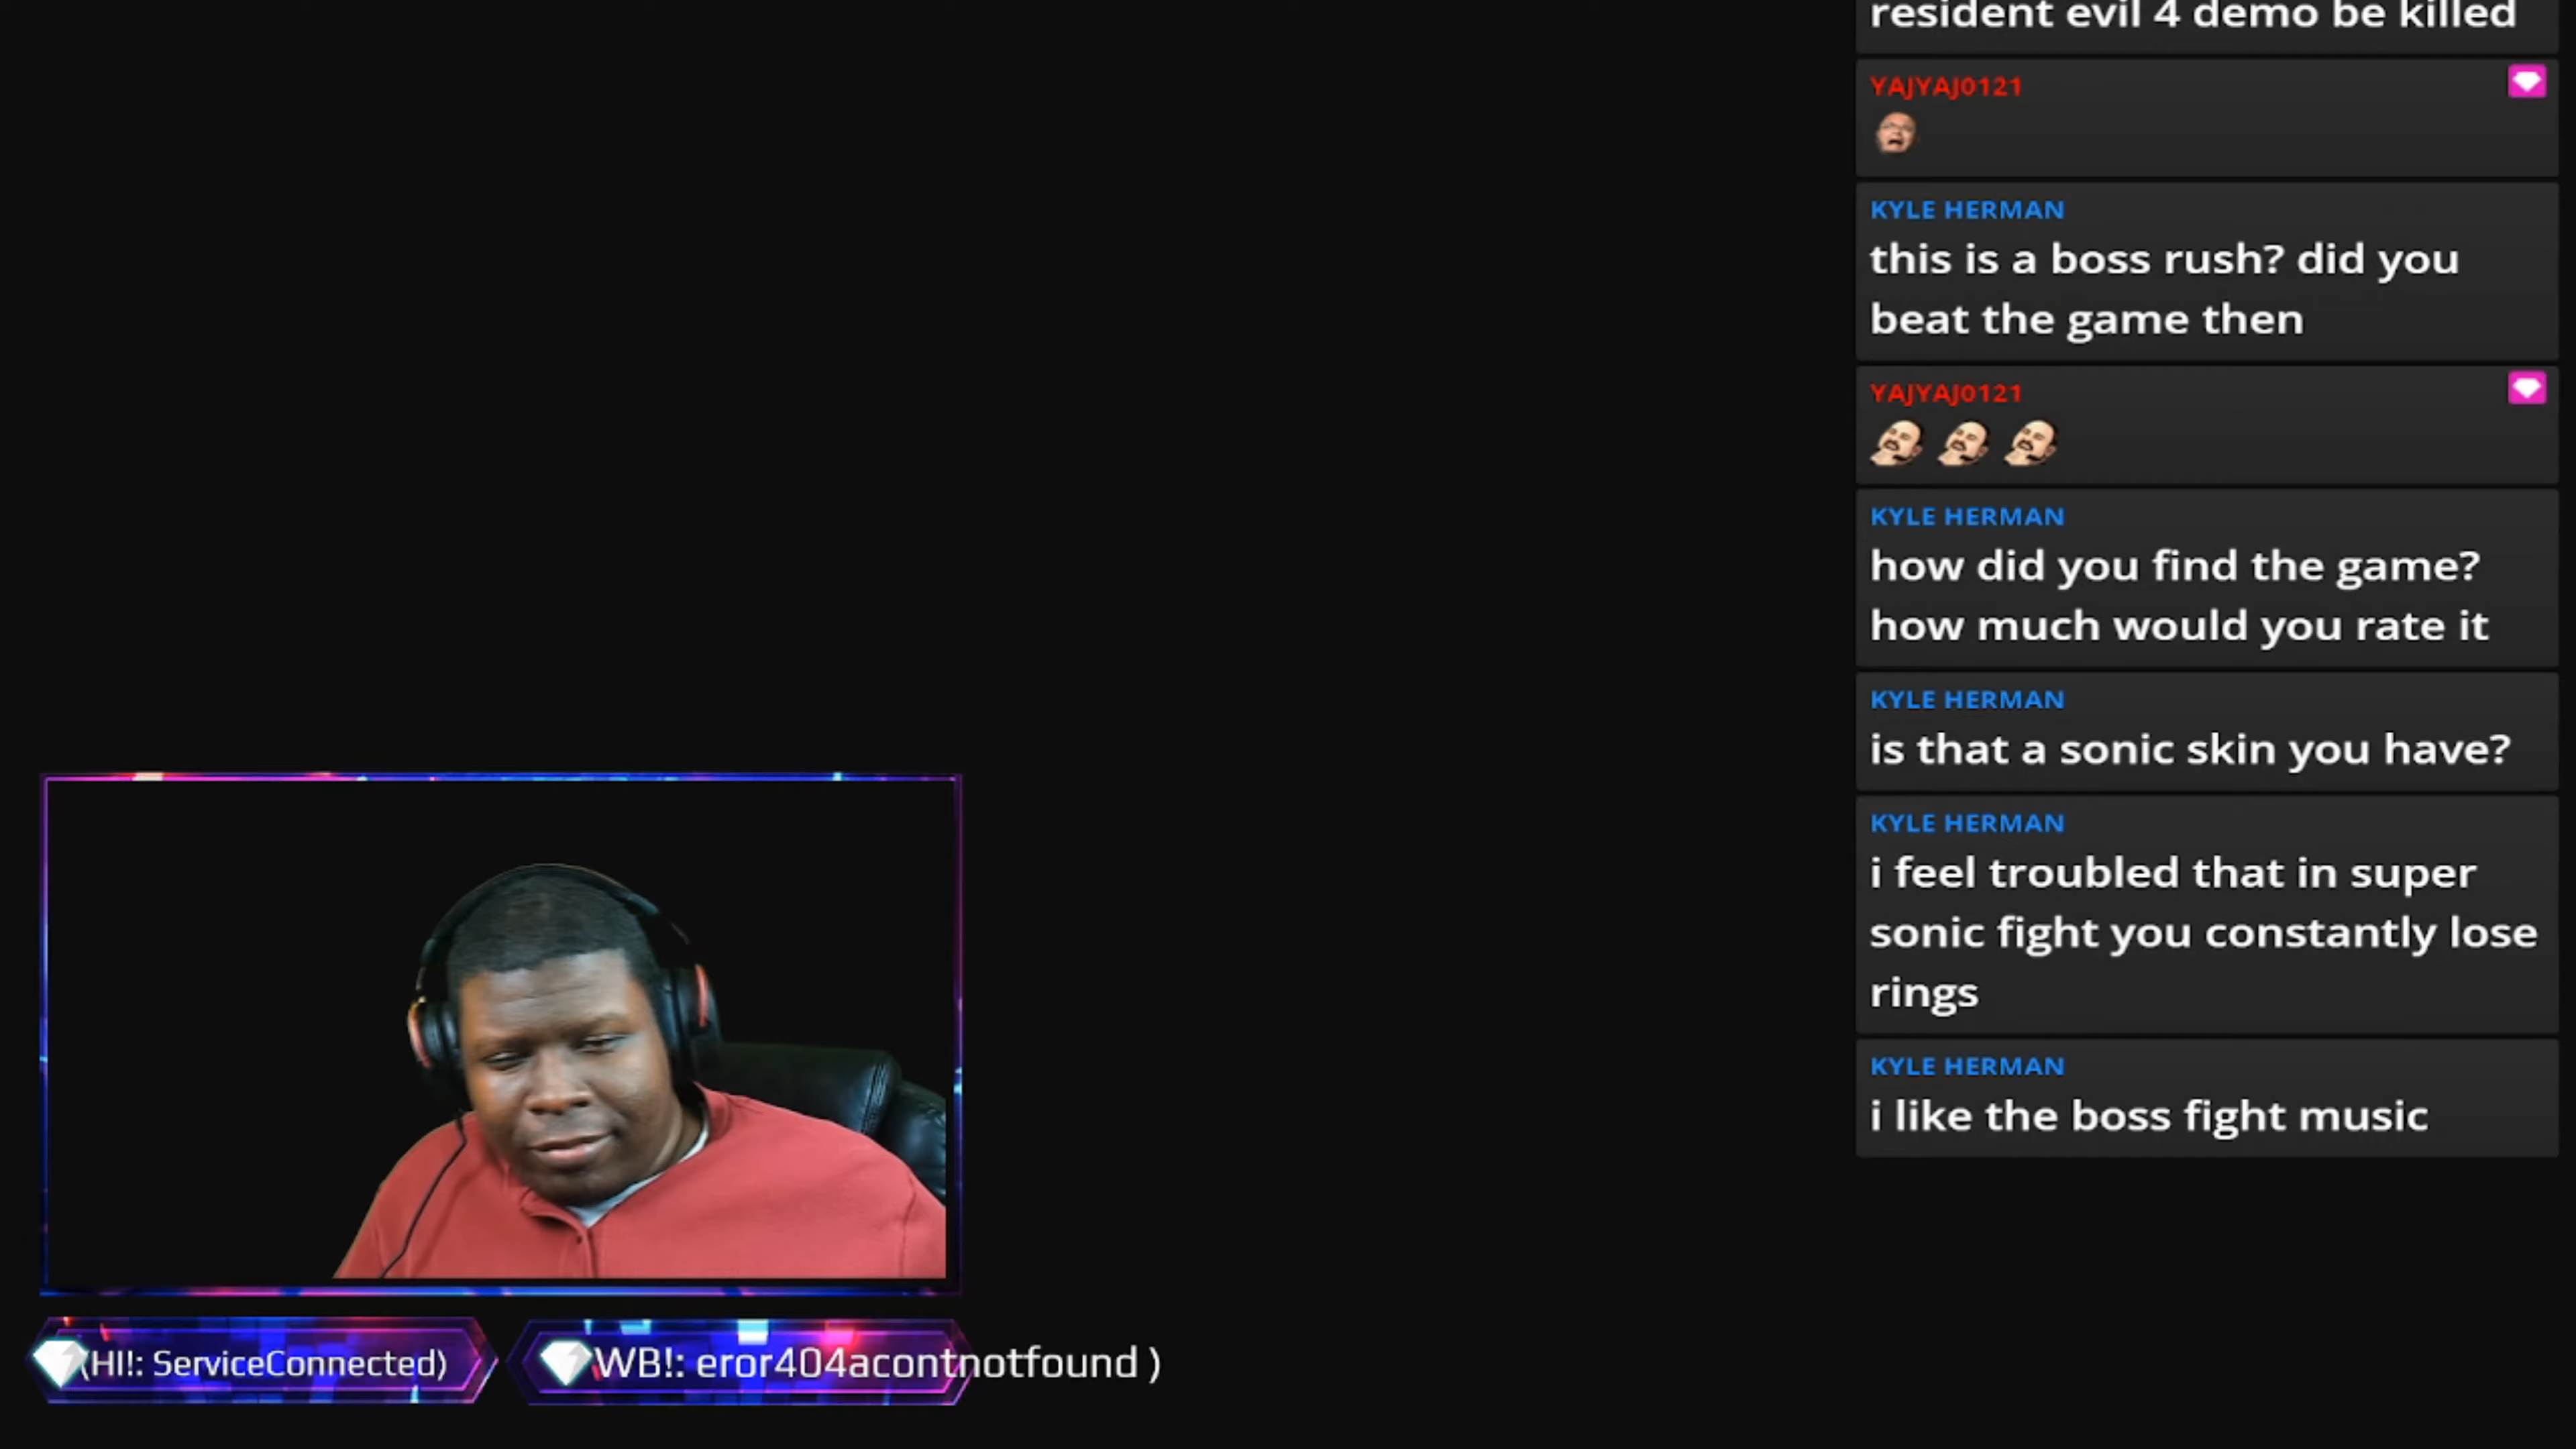 resident evil 4 demo be killed
YAJYAJ0121
KYLE HERMAN
this is a boss rush? did you
beat the game then
YAJYAJ0121
KYLE HERMAN
how did you find the game?
how much would you rate it
KYLE HERMAN
is that a sonic skin you have?
KYLE HERMAN
i feel troubled that in super
sonic fight you constantly lose
rings
KYLE HERMAN
i like the boss fight music
(HI!: ServiceConnected)
WB!: eror404acontnotfound )